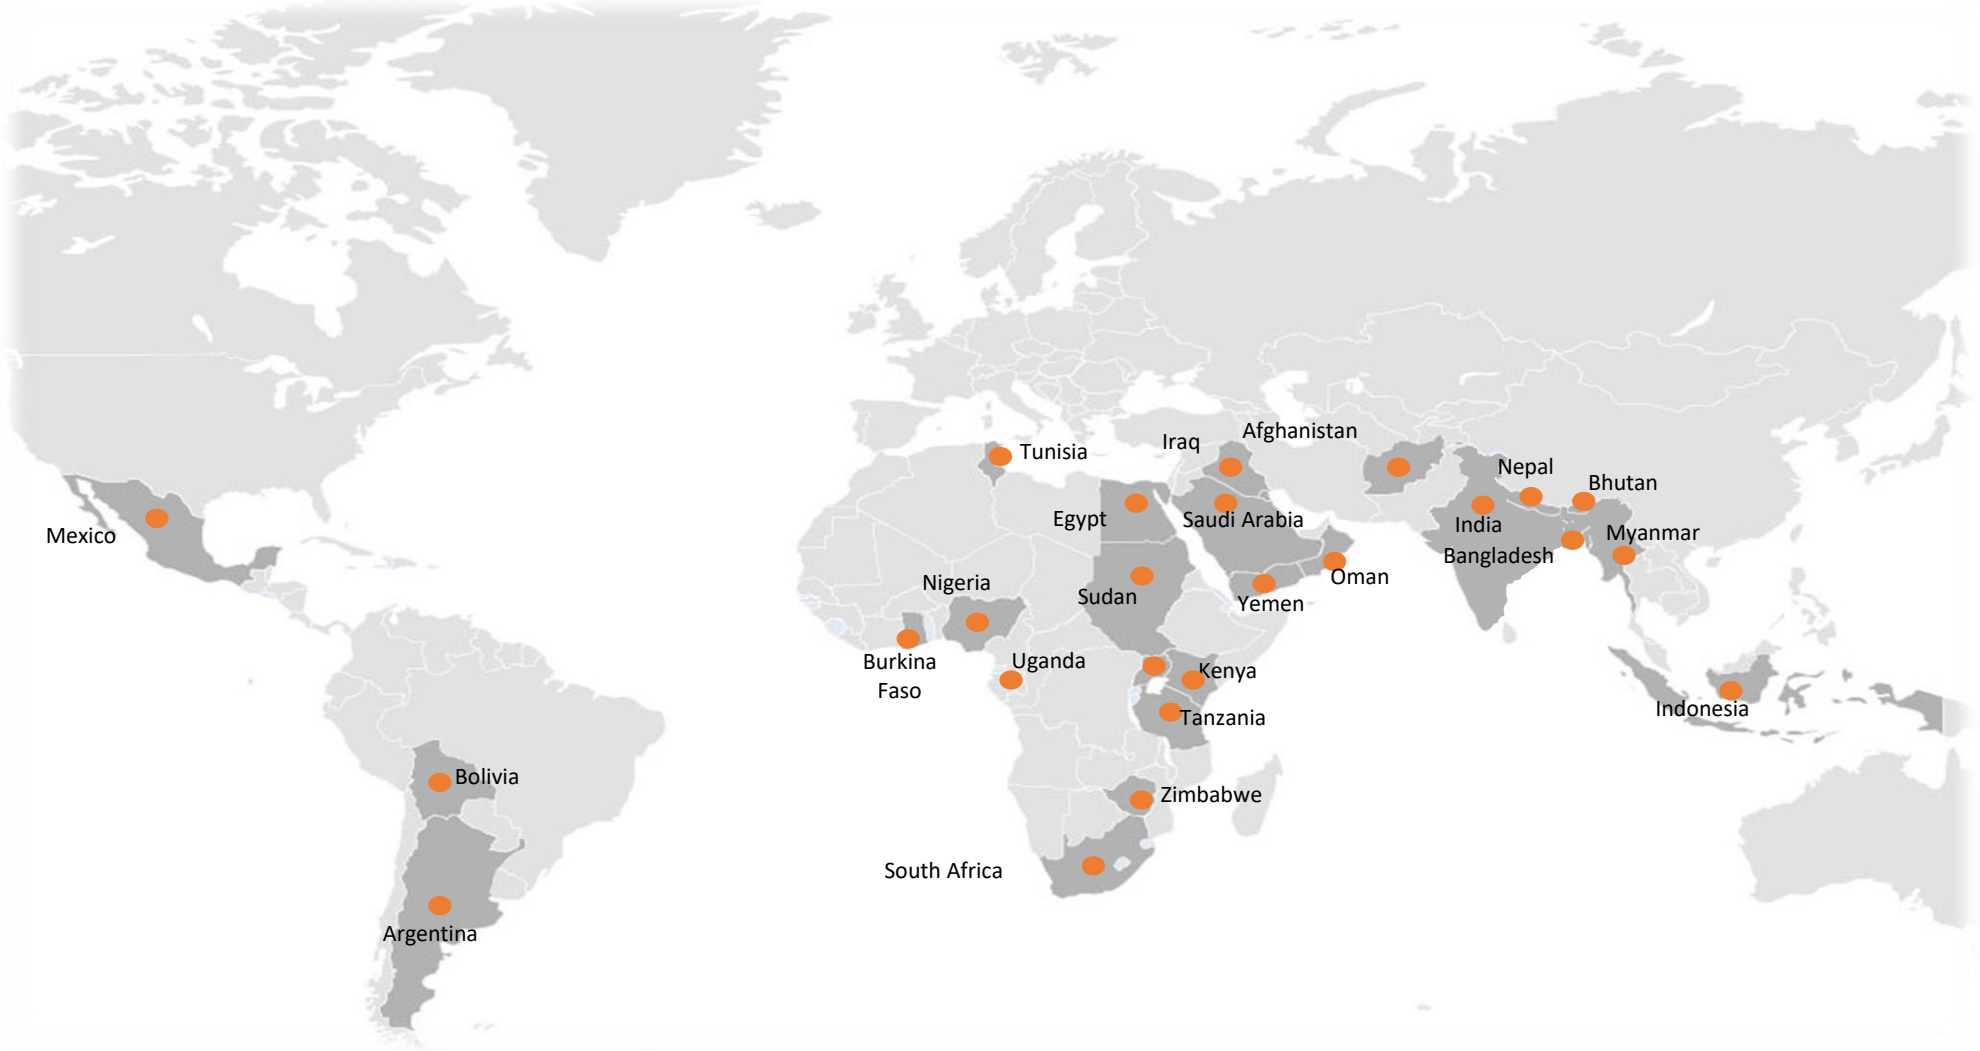 Afghanistan
Iraq
Tunisia
Nepal
Bhutan
Egypt
Saudi Arabia
India
Mexico
Myanmar
Bangladesh
Oman
Nigeria
Sudan
Yemen
Burkina
Faso
Uganda
Kenya
Indonesia
Tanzania
Bolivia
Zimbabwe
South Africa
Argentina